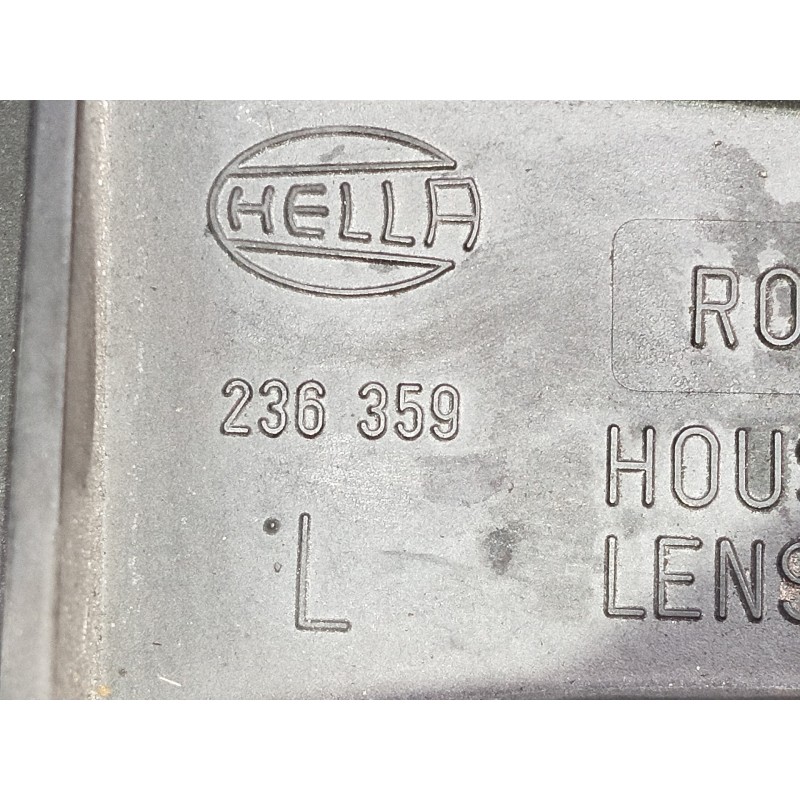 HELLA
RO
236 359
HOUS
LENS
L